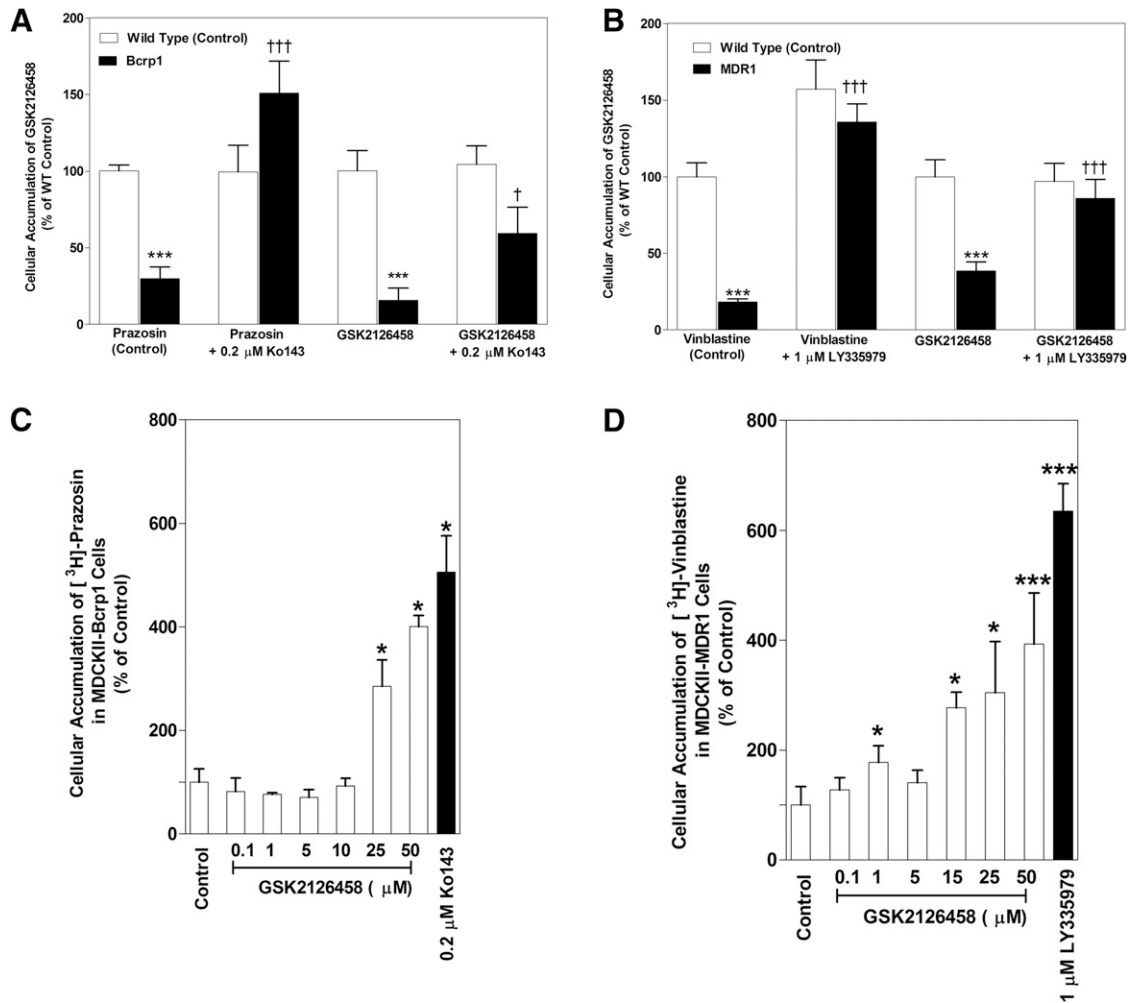 A
Cellular Accumulation of GSK2126458
(% of WT Control)
200
150
100
50
0
Wild Type (Control)
Bcrp1
***
†††
***
†
Prazosin
(Control)
Prazosin
+ 0.2 μM Ko143
GSK2126458
GSK2126458
+ 0.2 μM Ko143
B
Cellular Accumulation of GSK2126458
(% of WT Control)
200
150
100
50
0
Wild Type (Control)
MDR1
***
†††
***
†††
Vinblastine
(Control)
Vinblastine
+ 1 μM LY335979
GSK2126458
GSK2126458
+ 1 μM LY335979
C
Cellular Accumulation of [ ³H]-Prazosin
in MDCKII-Bcrp1 Cells
(% of Control)
800
600
400
200
0
*
*
*
Control
0.1 1 5 10 25 50
GSK2126458 ( μM)
0.2 μM Ko143
D
Cellular Accumulation of [ ³H]-Vinblastine
in MDCKII-MDR1 Cells
(% of Control)
800
600
400
200
0
*
*
*
***
***
Control
0.1 1 5 15 25 50
GSK2126458 ( μM)
1 μM LY335979